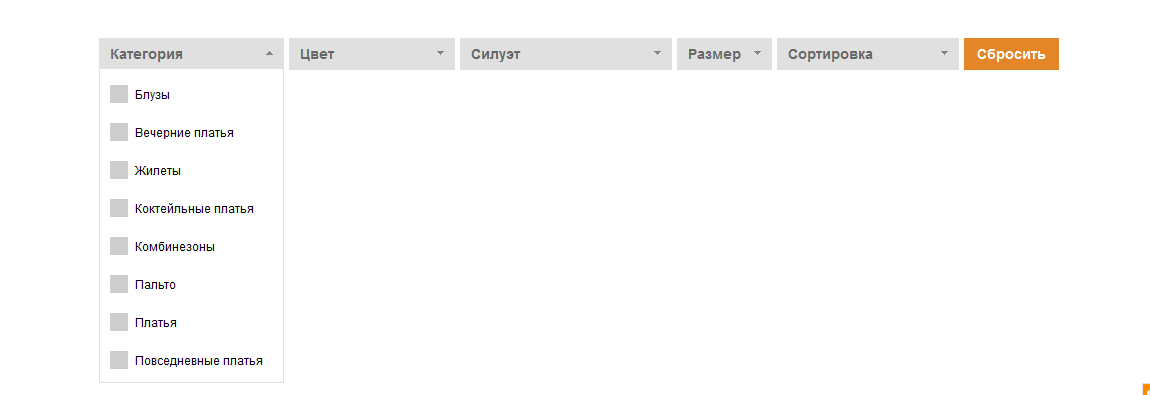 Категория Цвет Силуэт Размер Сортировка Сбросить
Блузы
Вечерние платья
Жилеты
Коктейльные платья
Комбинезоны
Пальто
Платья
Повседневные платья